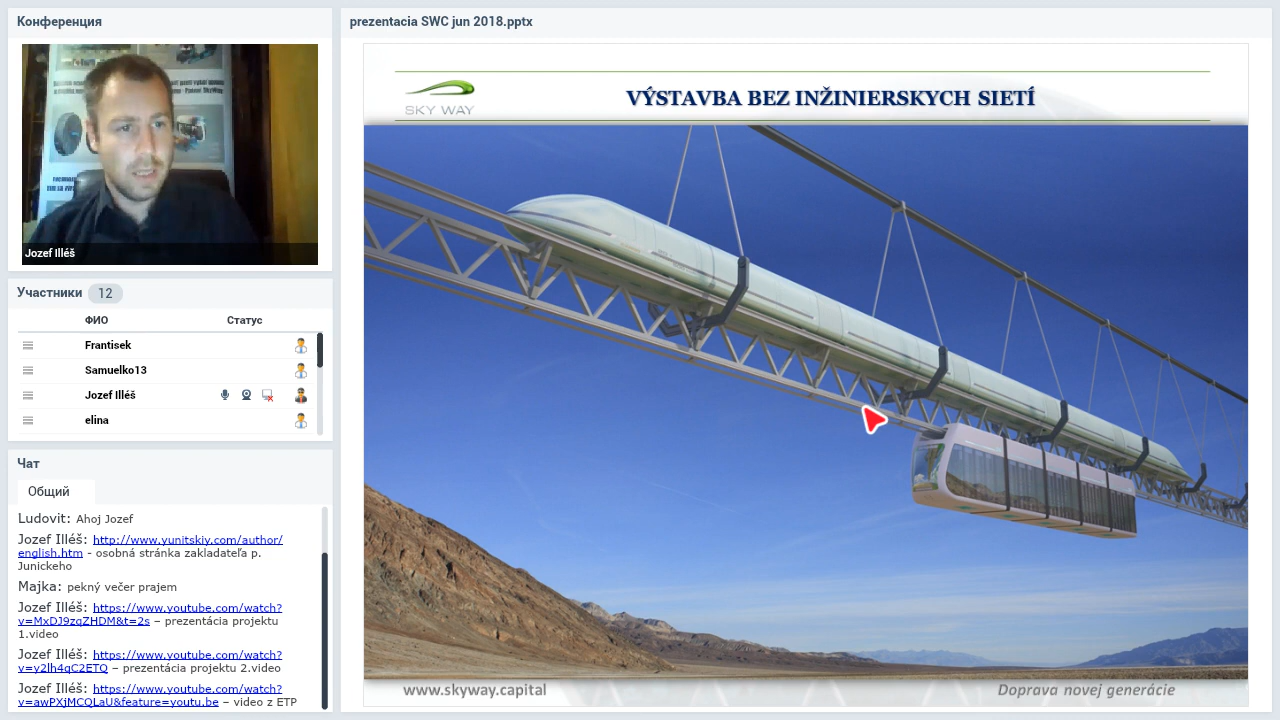 Конференция
Jozef Illéš
Участники 12
ФИО Статус
Frantisek
Samuelko13
Jozef Illéš
elina
Чат
Общий
Ludovit: Ahoj Jozef
Jozef Illéš: http://www.yunitskiy.com/author/
english.htm - osobná stránka zakladateľa p.
Junickeho
Majka: pekný večer prajem
Jozef Illéš: https://www.youtube.com/watch?
v=MxDJ9zqZHDM&t=2s – prezentácia projektu
1.video
Jozef Illéš: https://www.youtube.com/watch?
v=y2lh4qC2ETQ – prezentácia projektu 2.video
Jozef Illéš: https://www.youtube.com/watch?
v=awPXjMCQLaU&feature=youtu.be – video z ETP
prezentacia SWC jun 2018.pptx
SKY WAY
VÝSTAVBA BEZ INŽINIERSKYCH SIETÍ
www.skyway.capital
Doprava novej generácie